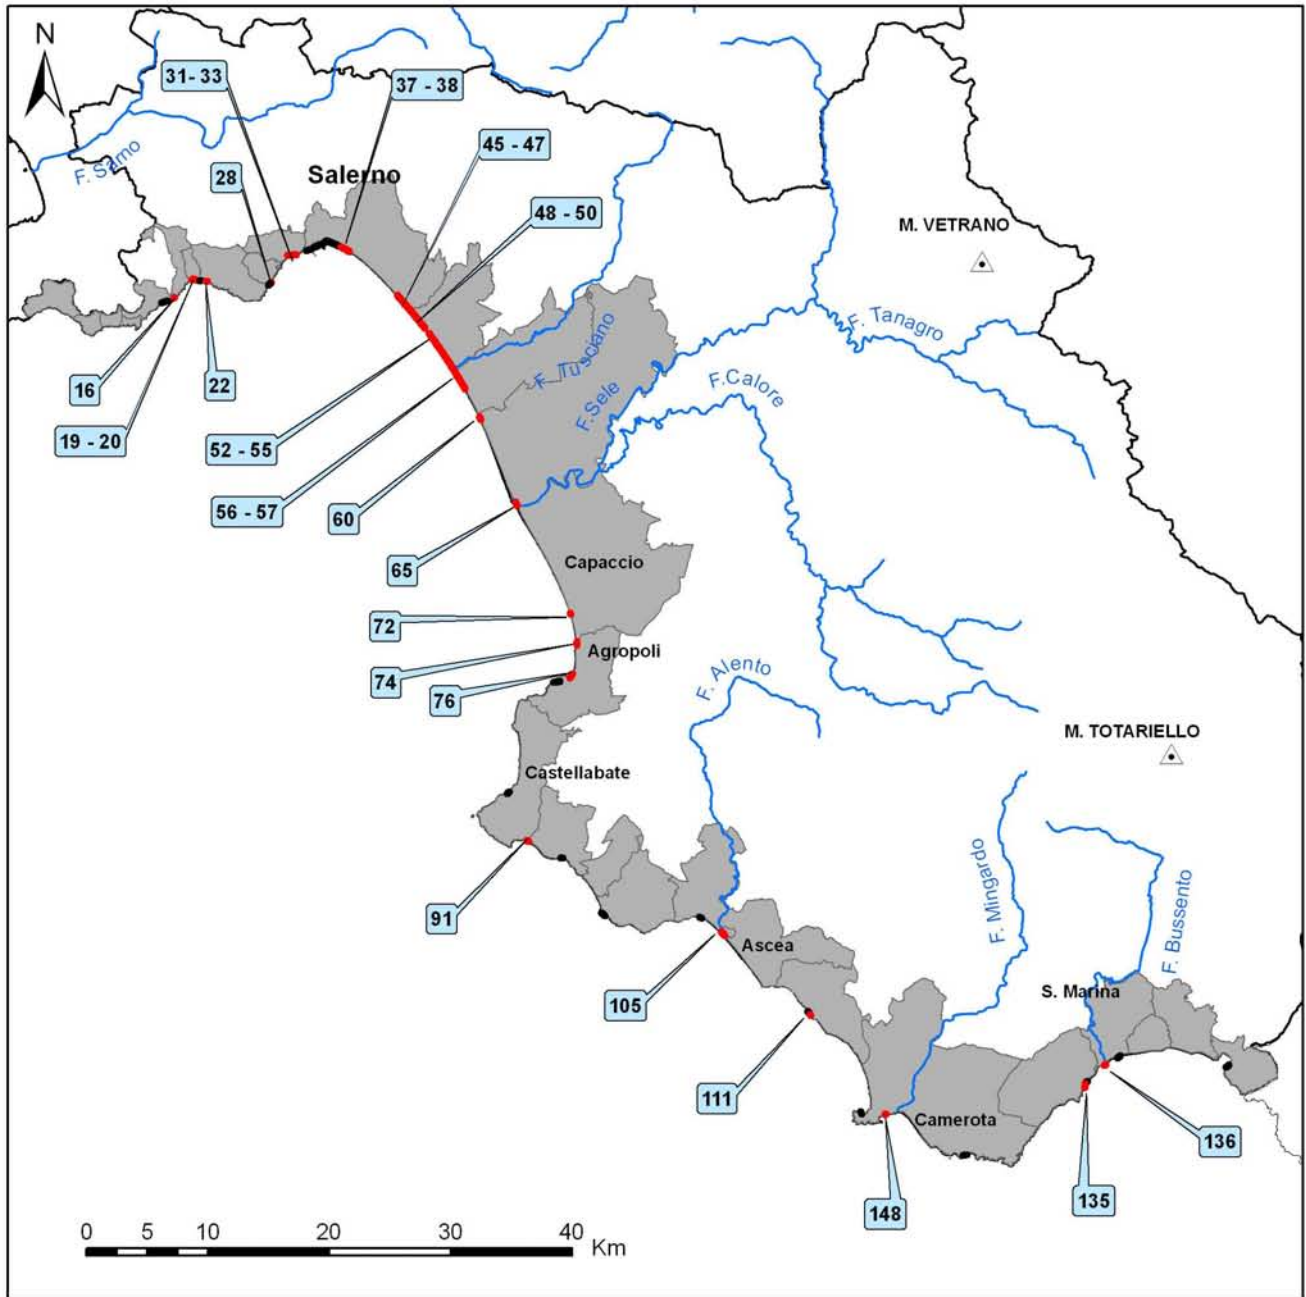 N
31- 33
37 - 38
45 - 47
F. Sarno
28
Salerno
48 - 50
M. VETRANO
F. Tanagro
F. Tusciano
F.Sele
F.Calore
16
22
19 - 20
52 - 55
56 - 57
60
65
Capaccio
72
Agropoli
74
76
F. Alento
M. TOTARIELLO
Castellabate
91
F. Mingardo
F. Bussento
Ascea
S. Marina
105
111
Camerota
136
135
148
0 5 10 20 30 40
Km